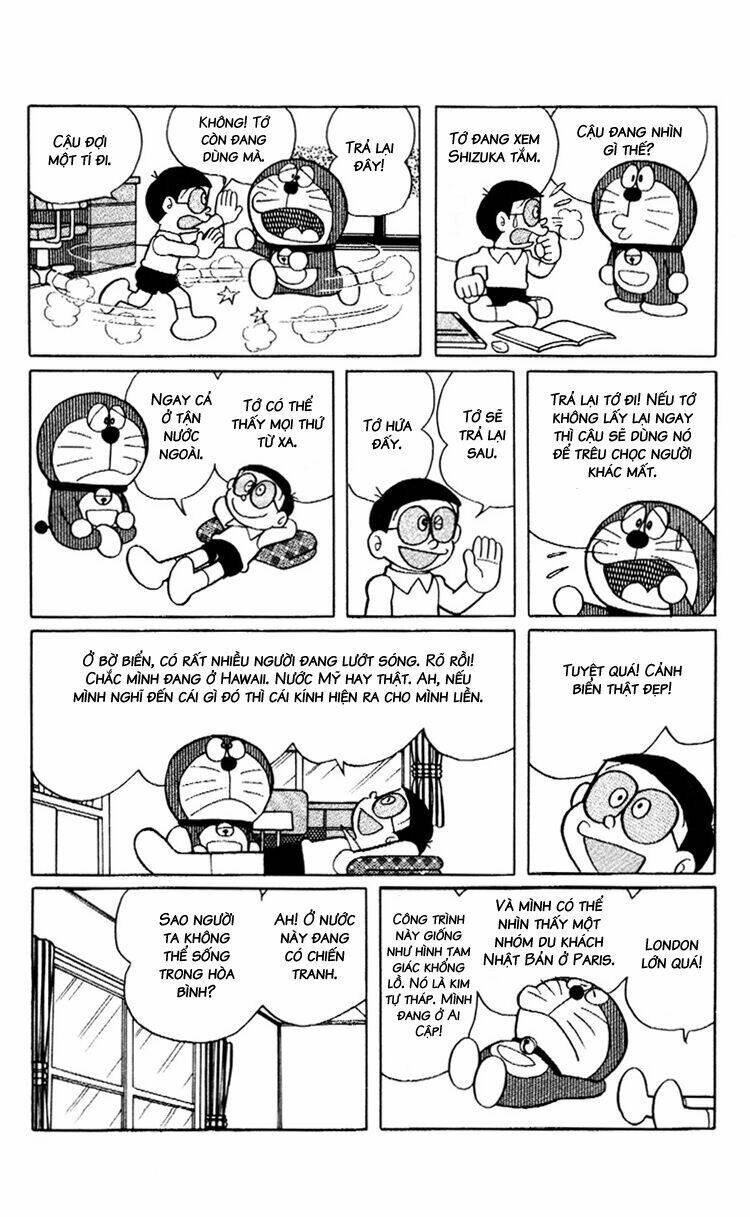 CẬU ĐANG NHÌN
GÌ THẾ?
TỚ ĐANG XEM
SHIZUKA TẮM.
TRẢ LẠI
ĐÂY!
KHÔNG! TỚ
CÒN ĐANG
DÙNG MÀ.
CẬU ĐỢI
MỘT TÍ ĐI.
TRẢ LẠI TỚ ĐI! NẾU TỚ
KHÔNG LẤY LẠI NGAY
THÌ CẬU SẼ DÙNG NÓ
ĐỂ TRÊU CHỌC NGƯỜI
KHÁC MẤT.
TỚ SẼ
TRẢ LẠI
SAU.
TỚ HỨA
ĐẤY.
TỚ CÓ THỂ
THẤY MỌI THỨ
TỪ XA.
NGAY CẢ
Ở TẬN
NƯỚC
NGOÀI.
TUYỆT QUÁ! CẢNH
BIỂN THẬT ĐẸP!
Ở BỜ BIỂN, CÓ RẤT NHIỀU NGƯỜI ĐANG LƯỚT SÓNG. RÕ RỒI!
CHẮC MÌNH ĐANG Ở HAWAII. NƯỚC MỸ HAY THẬT. AH, NẾU
MÌNH NGHĨ ĐẾN CÁI GÌ ĐÓ THÌ CÁI KÍNH HIỆN RA CHO MÌNH LIỀN.
LONDON
LỚN QUÁ!
VÀ MÌNH CÓ THỂ
NHÌN THẤY MỘT
NHÓM DU KHÁCH
NHẬT BẢN Ở PARIS.
CÔNG TRÌNH
NÀY GIỐNG
NHƯ HÌNH TAM
GIÁC KHỔNG
LỒ. NÓ LÀ KIM
TỰ THÁP. MÌNH
ĐANG Ở AI
CẬP!
AH! Ở NƯỚC
NÀY ĐANG
CÓ CHIẾN
TRANH.
SAO NGƯỜI
TA KHÔNG
THỂ SỐNG
TRONG HÒA
BÌNH?